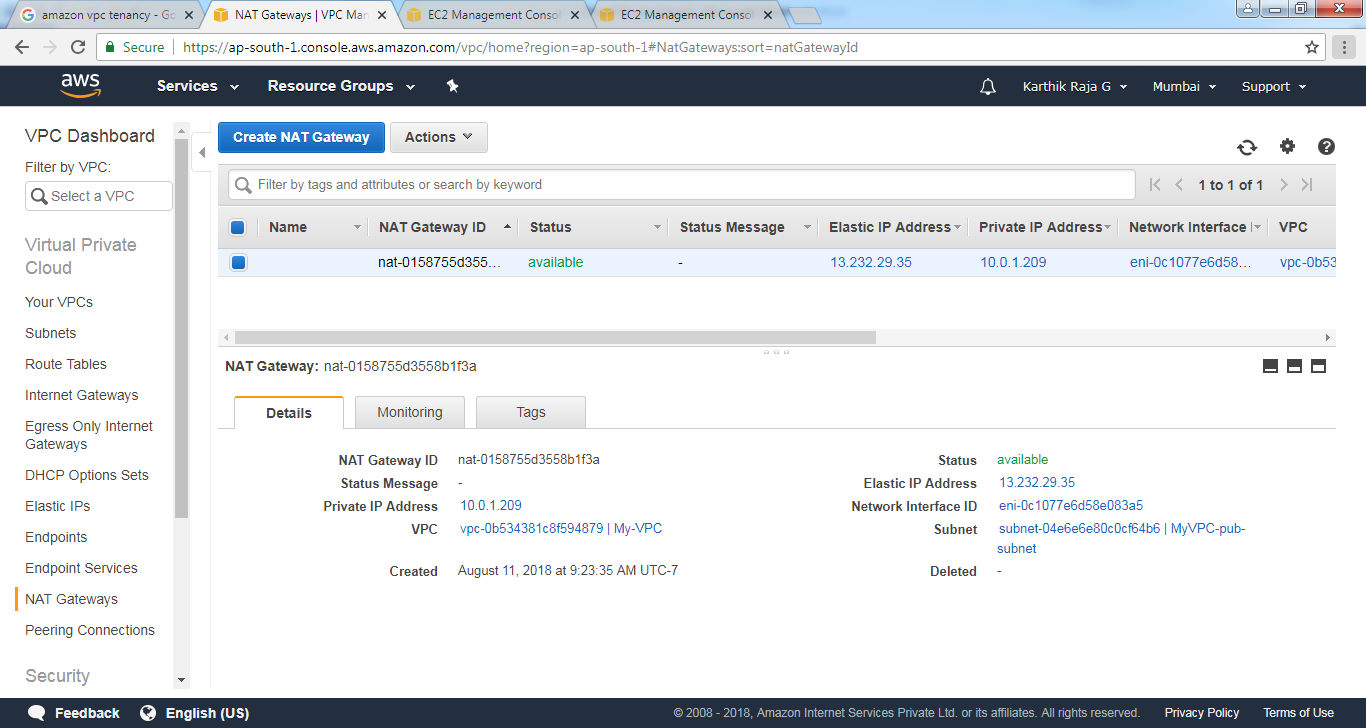 amazon vpc tenancy - Go
NAT Gateways | VPC Man
EC2 Management Consol
EC2 Management Consol
Secure
https://ap-south-1.console.aws.amazon.com/vpc/home?region=ap-south-1#NatGateways:sort=natGatewayId
aws
Services
Resource Groups
Karthik Raja G
Mumbai
Support
VPC Dashboard
Filter by VPC:
Select a VPC
Virtual Private
Cloud
Your VPCs
Subnets
Route Tables
Internet Gateways
Egress Only Internet
Gateways
DHCP Options Sets
Elastic IPs
Endpoints
Endpoint Services
NAT Gateways
Peering Connections
Security
Create NAT Gateway
Actions
Filter by tags and attributes or search by keyword
1 to 1 of 1
Name NAT Gateway ID Status Status Message Elastic IP Address Private IP Address Network Interface VPC
nat-0158755d355... available - 13.232.29.35 10.0.1.209 eni-0c1077e6d58... vpc-0b53
NAT Gateway: nat-0158755d3558b1f3a
Details
Monitoring
Tags
NAT Gateway ID nat-0158755d3558b1f3a
Status available
Status Message -
Elastic IP Address 13.232.29.35
Private IP Address 10.0.1.209
Network Interface ID eni-0c1077e6d58e083a5
VPC vpc-0b534381c8f594879 | My-VPC
Subnet subnet-04e6e6e80c0cf64b6 | MyVPC-pub-
subnet
Created August 11, 2018 at 9:23:35 AM UTC-7
Deleted -
Feedback
English (US)
© 2008 - 2018, Amazon Internet Services Private Ltd. or its affiliates. All rights reserved.
Privacy Policy
Terms of Use